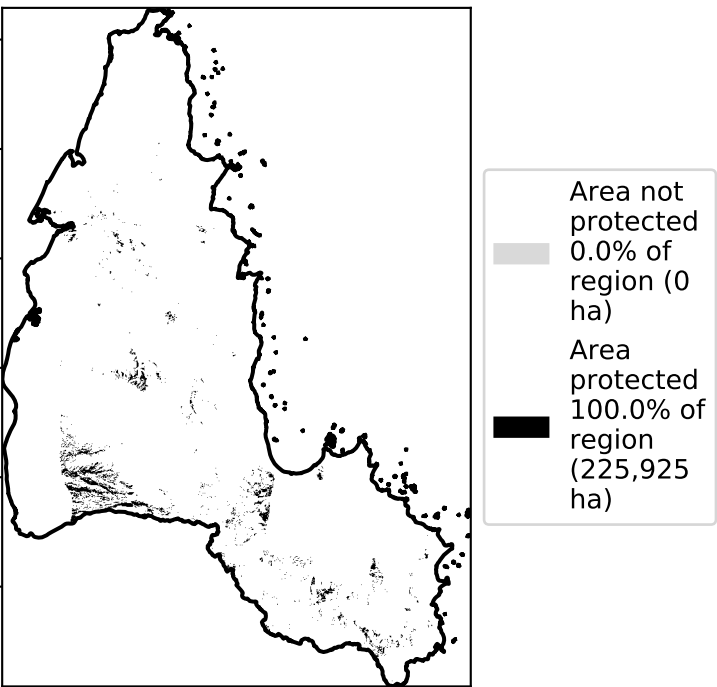 Area not
protected
0.0% of
region (0
ha)
Area
protected
100.0% of
region
(225,925
ha)